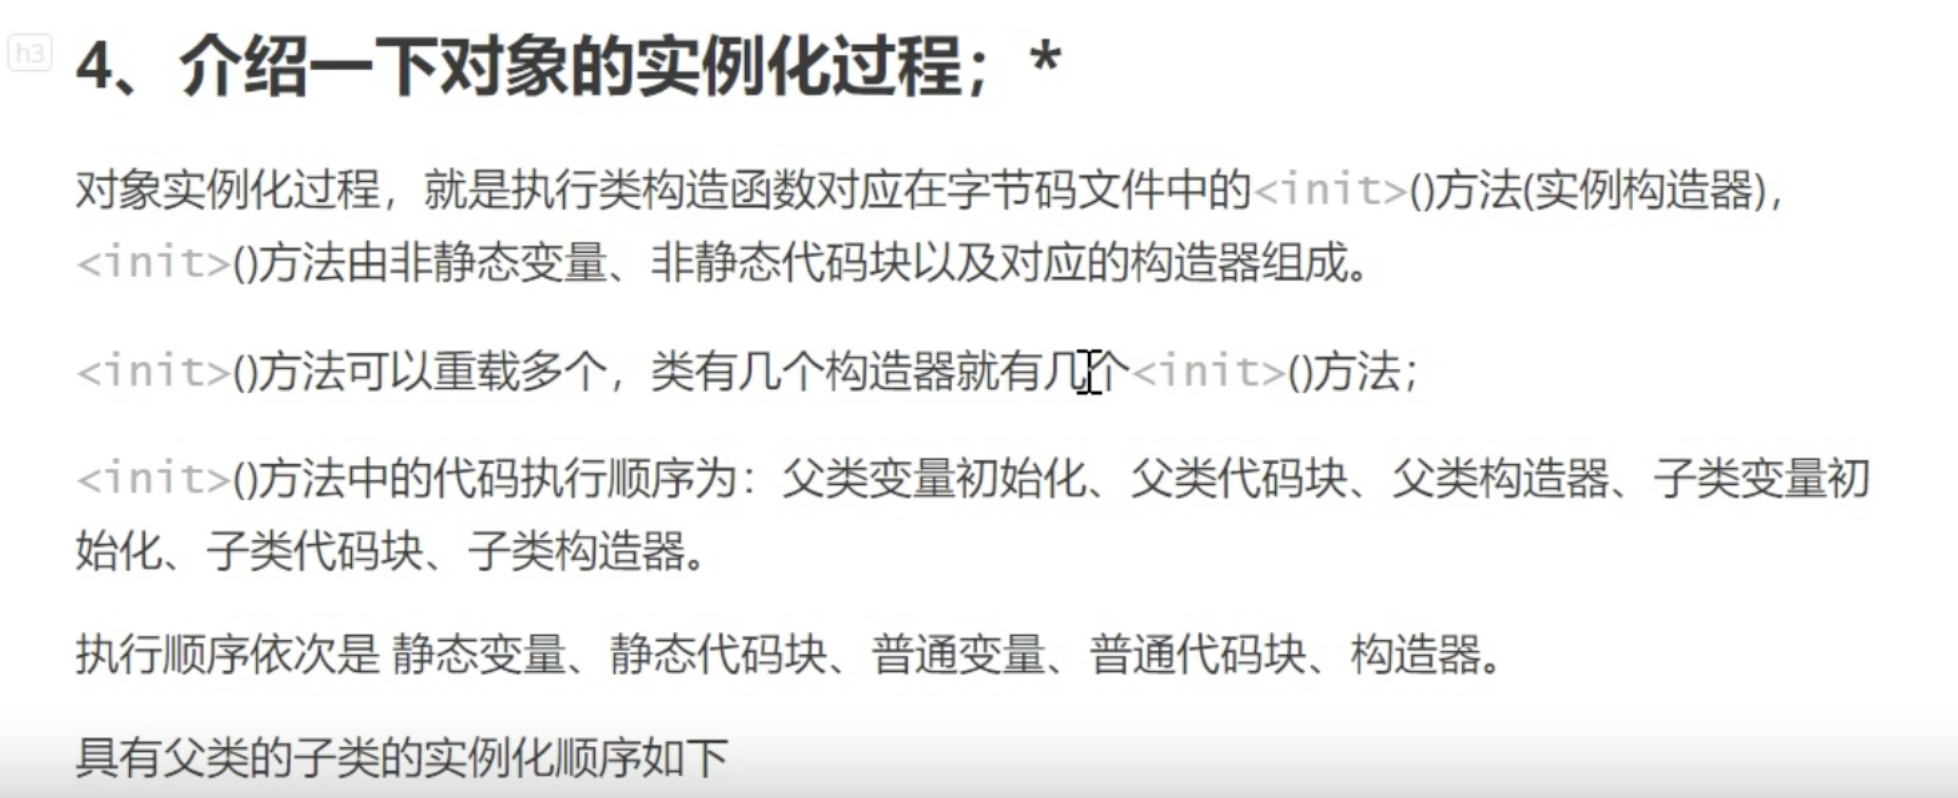 h3
4、介绍一下对象的实例化过程；*
对象实例化过程，就是执行类构造函数对应在字节码文件中的<init>()方法(实例构造器)，
<init>()方法由非静态变量、非静态代码块以及对应的构造器组成。
<init>()方法可以重载多个，类有几个构造器就有几个<init>()方法；
<init>()方法中的代码执行顺序为：父类变量初始化、父类代码块、父类构造器、子类变量初
始化、子类代码块、子类构造器。
执行顺序依次是 静态变量、静态代码块、普通变量、普通代码块、构造器。
具有父类的子类的实例化顺序如下